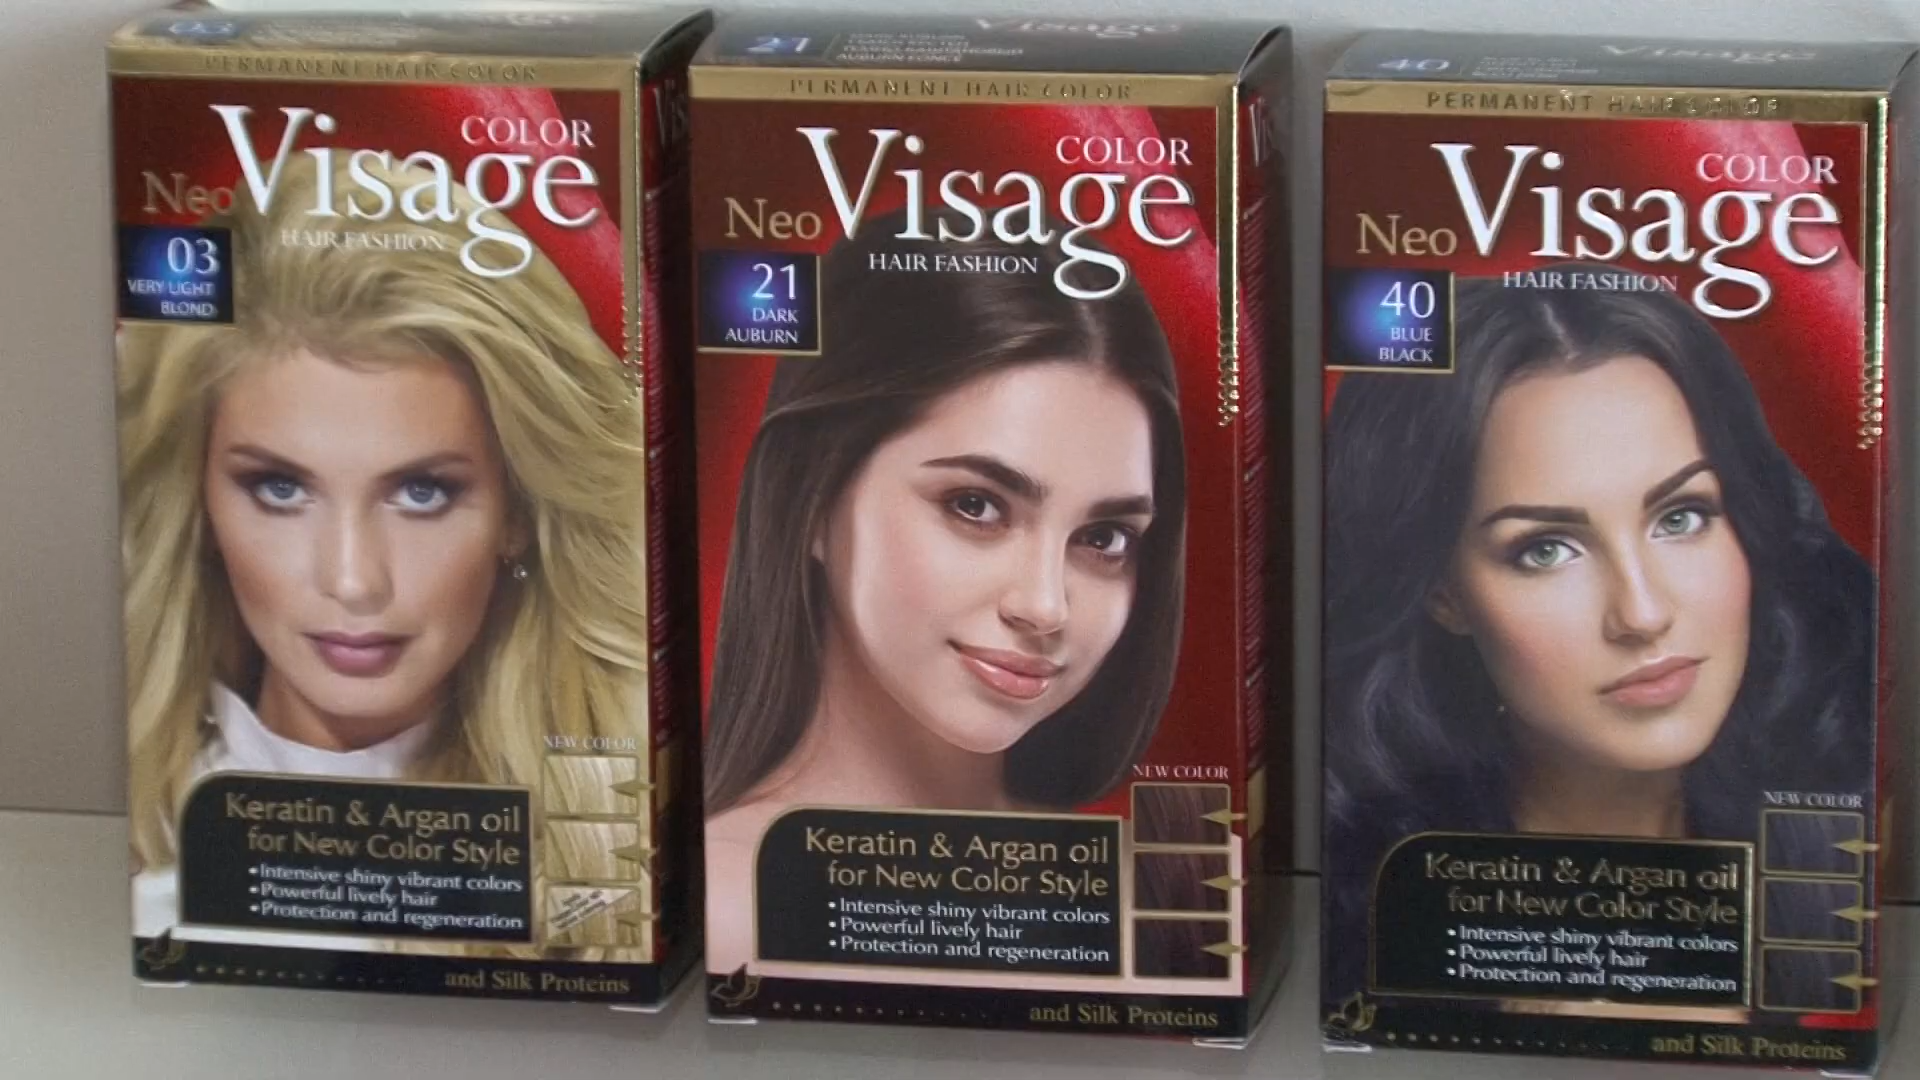 03
PERMANENT HAIR COLOR
COLOR
Neo Visage
HAIR FASHION
03
VERY LIGHT
BLOND
NEW COLOR
Keratin & Argan oil
for New Color Style
•Intensive shiny vibrant colors
•Powerful lively hair
•Protection and regeneration
and Silk Proteins
21
Visage
PERMANENT HAIR COLOR
COLOR
Neo Visage
HAIR FASHION
21
DARK
AUBURN
NEW COLOR
Keratin & Argan oil
for New Color Style
•Intensive shiny vibrant colors
•Powerful lively hair
•Protection and regeneration
and Silk Proteins
40
Visage
PERMANENT HAIR COLOR
COLOR
Neo Visage
HAIR FASHION
40
BLUE
BLACK
NEW COLOR
Keratin & Argan oil
for New Color Style
•Intensive shiny vibrant colors
•Powerful lively hair
•Protection and regeneration
and Silk Proteins